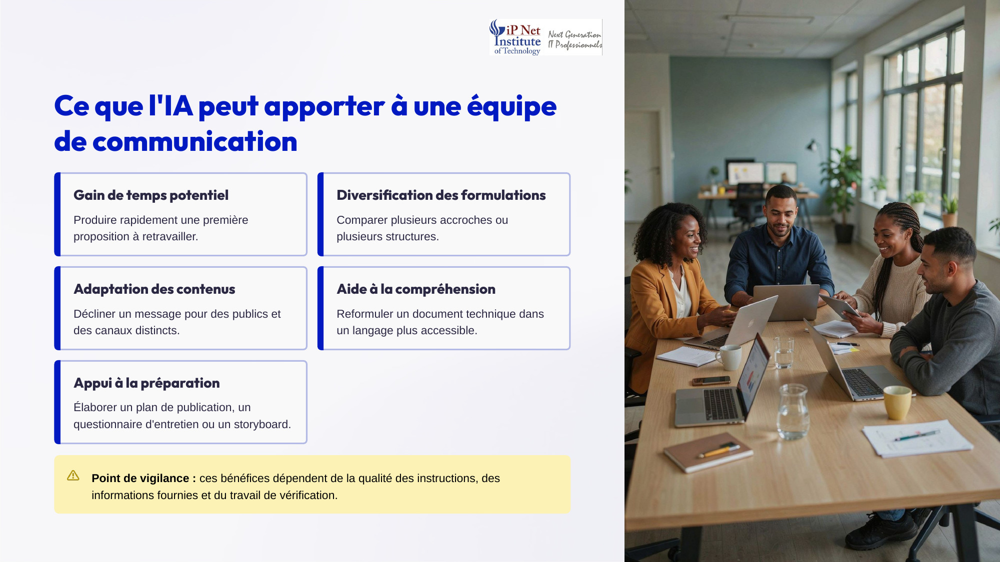 iP Net
Institute
of Technology
Next Generation
IT Professionnels
Ce que l'IA peut apporter à une équipe
de communication
Gain de temps potentiel
Produire rapidement une première
proposition à retravailler.
Diversification des formulations
Comparer plusieurs accroches ou
plusieurs structures.
Adaptation des contenus
Décliner un message pour des publics et
des canaux distincts.
Aide à la compréhension
Reformuler un document technique dans
un langage plus accessible.
Appui à la préparation
Élaborer un plan de publication, un
questionnaire d'entretien ou un storyboard.
Point de vigilance : ces bénéfices dépendent de la qualité des instructions, des
informations fournies et du travail de vérification.